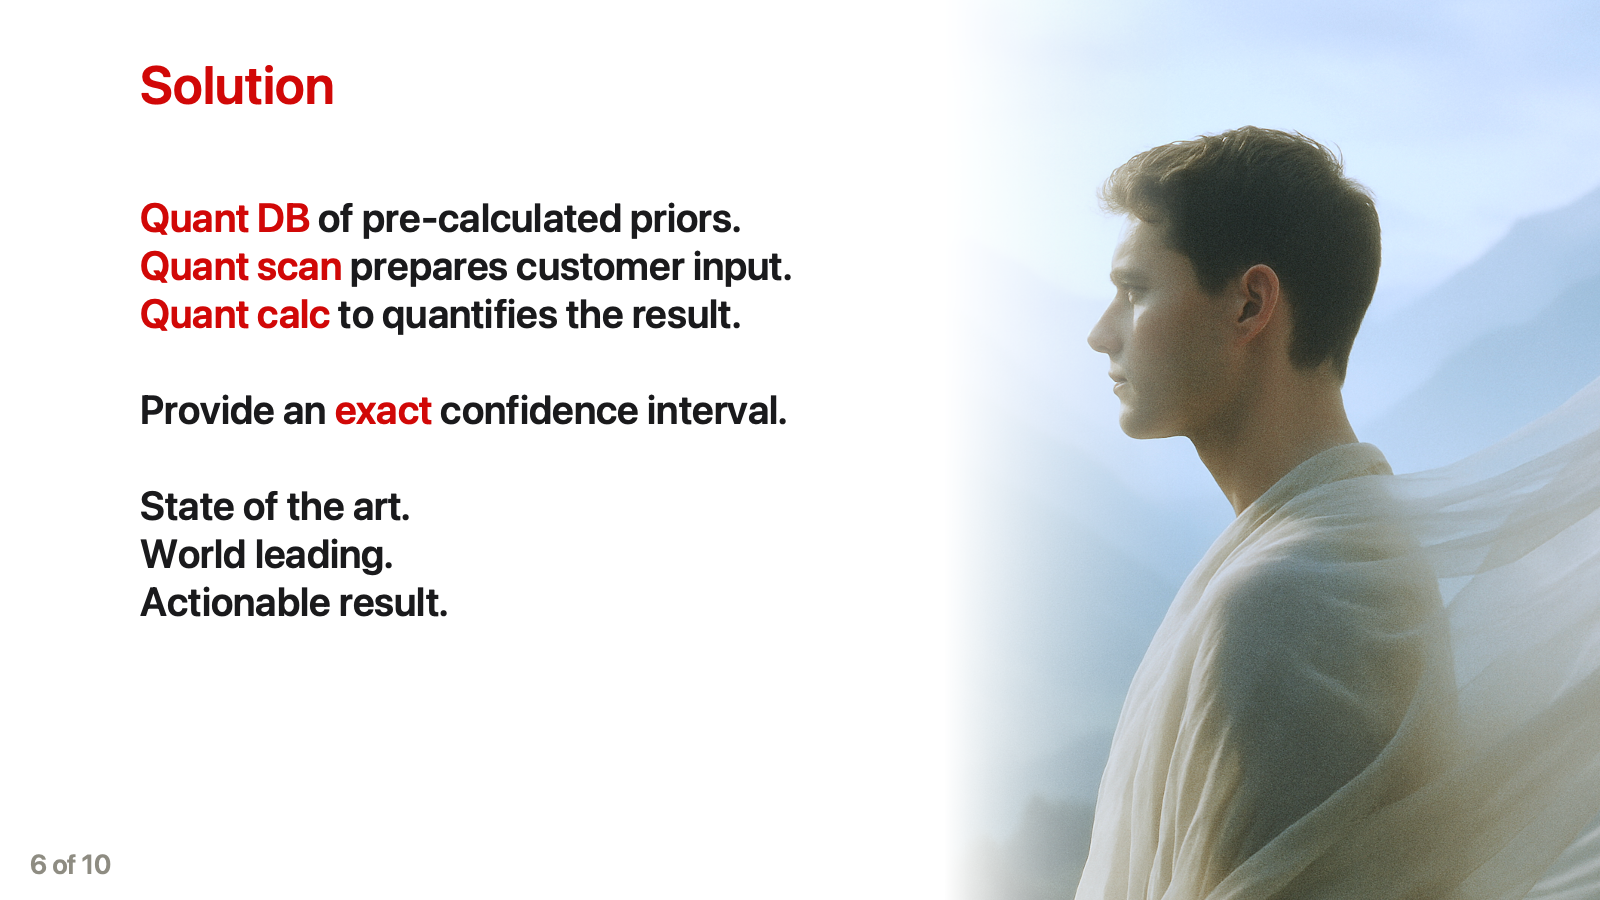 Solution
Quant DB of pre-calculated priors.
Quant scan prepares customer input.
Quant calc to quantifies the result.
Provide an exact confidence interval.
State of the art.
World leading.
Actionable result.
6 of 10